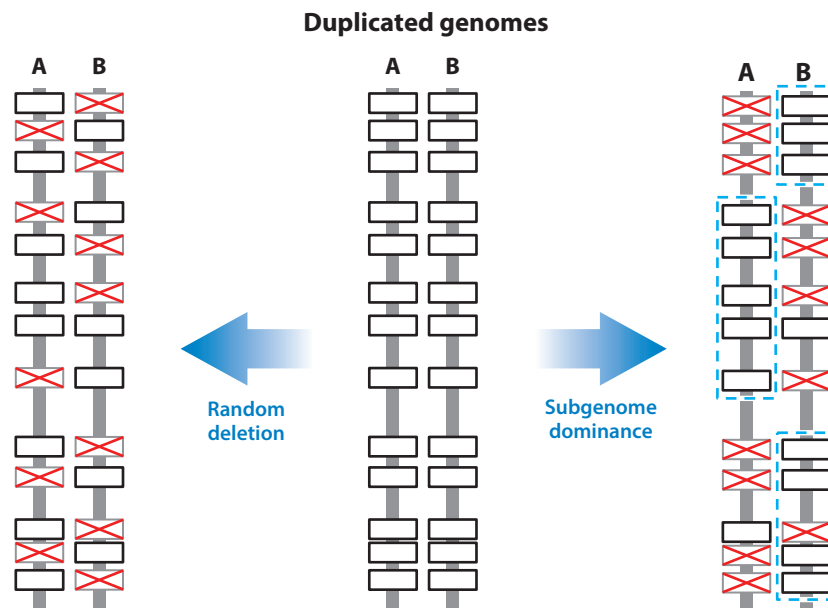 Duplicated genomes
A B
A B
A B
Random
deletion
Subgenome
dominance